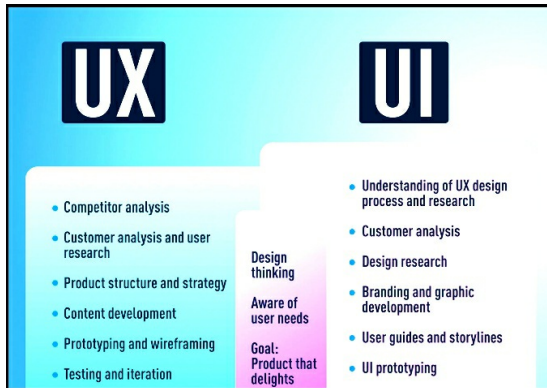 UX
UI
Competitor analysis
Customer analysis and user
research
Product structure and strategy
Content development
Prototyping and wireframing
Testing and iteration
Design
thinking
Aware of
user needs
Goal:
Product that
delights
Understanding of UX design
process and research
Customer analysis
Design research
Branding and graphic
development
User guides and storylines
UI prototyping